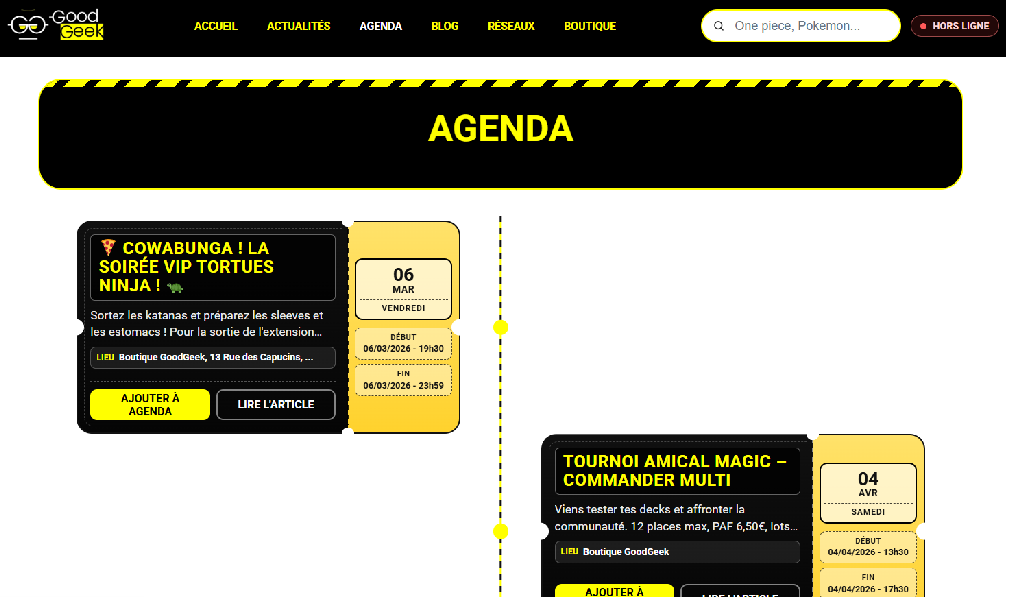 Good
Geek
ACCUEIL
ACTUALITÉS
AGENDA
BLOG
RÉSEAUX
BOUTIQUE
One piece, Pokemon...
HORS LIGNE
AGENDA
🍕 COWABUNGA ! LA
SOIRÉE VIP TORTUES
NINJA ! 🐢
Sortez les katanas et préparez les sleeves et
les estomacs ! Pour la sortie de l'extension...
LIEU Boutique GoodGeek, 13 Rue des Capucins, ...
AJOUTER À
AGENDA
LIRE L'ARTICLE
06
MAR
VENDREDI
DÉBUT
06/03/2026 - 19h30
FIN
06/03/2026 - 23h59
TOURNOI AMICAL MAGIC –
COMMANDER MULTI
Viens tester tes decks et affronter la
communauté. 12 places max, PAF 6,50€, lots...
LIEU Boutique GoodGeek
AJOUTER À
LIRE L'ARTICLE
04
AVR
SAMEDI
DÉBUT
04/04/2026 - 13h30
FIN
04/04/2026 - 17h30